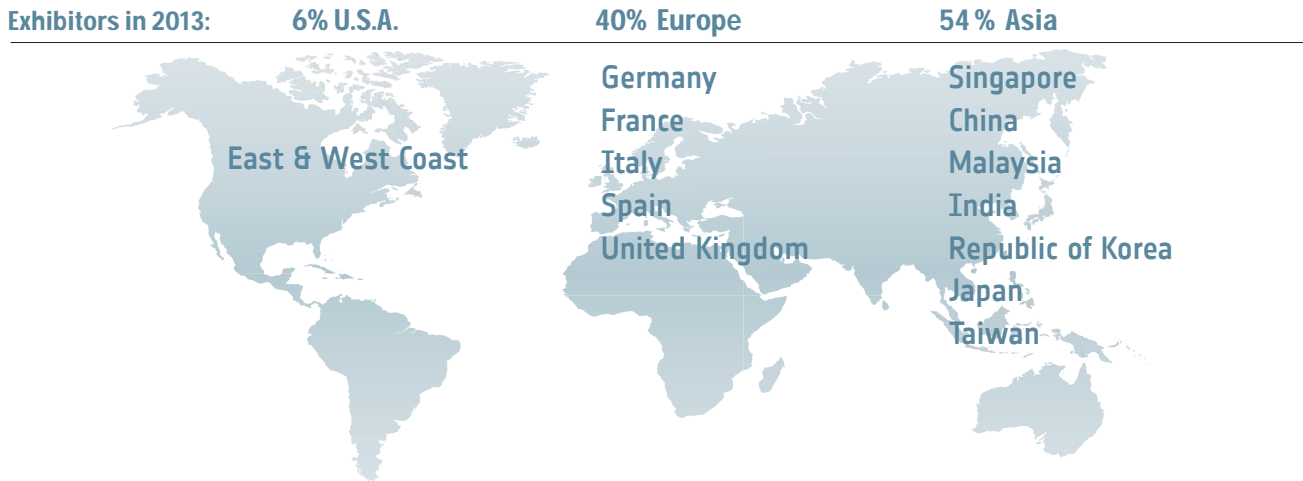 Exhibitors in 2013: 6% U.S.A. 40% Europe 54% Asia
East & West Coast
Germany
France
Italy
Spain
United Kingdom
Singapore
China
Malaysia
India
Republic of Korea
Japan
Taiwan